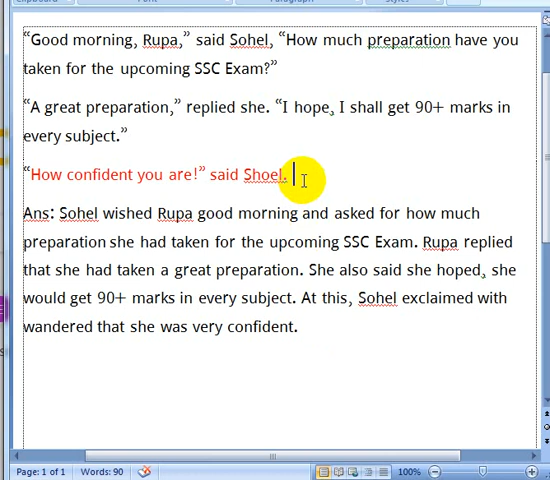 “Good morning, Rupa,” said Sohel, “How much preparation have you
taken for the upcoming SSC Exam?”
“A great preparation,” replied she. “I hope, I shall get 90+ marks in
every subject.”
“How confident you are!” said Shoel.
Ans: Sohel wished Rupa good morning and asked for how much
preparation she had taken for the upcoming SSC Exam. Rupa replied
that she had taken a great preparation. She also said she hoped, she
would get 90+ marks in every subject. At this, Sohel exclaimed with
wandered that she was very confident.
Page: 1 of 1 Words: 90 100%